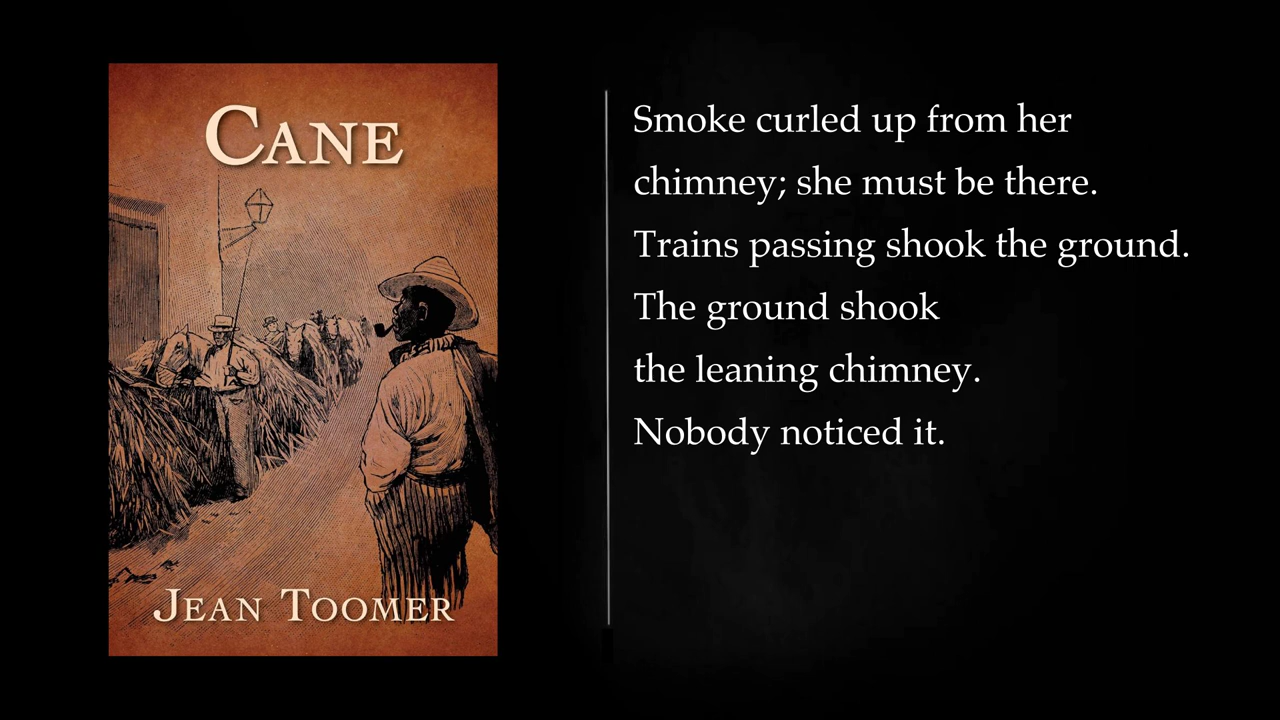 CANE
JEAN TOOMER
Smoke curled up from her
chimney; she must be there.
Trains passing shook the ground.
The ground shook
the leaning chimney.
Nobody noticed it.